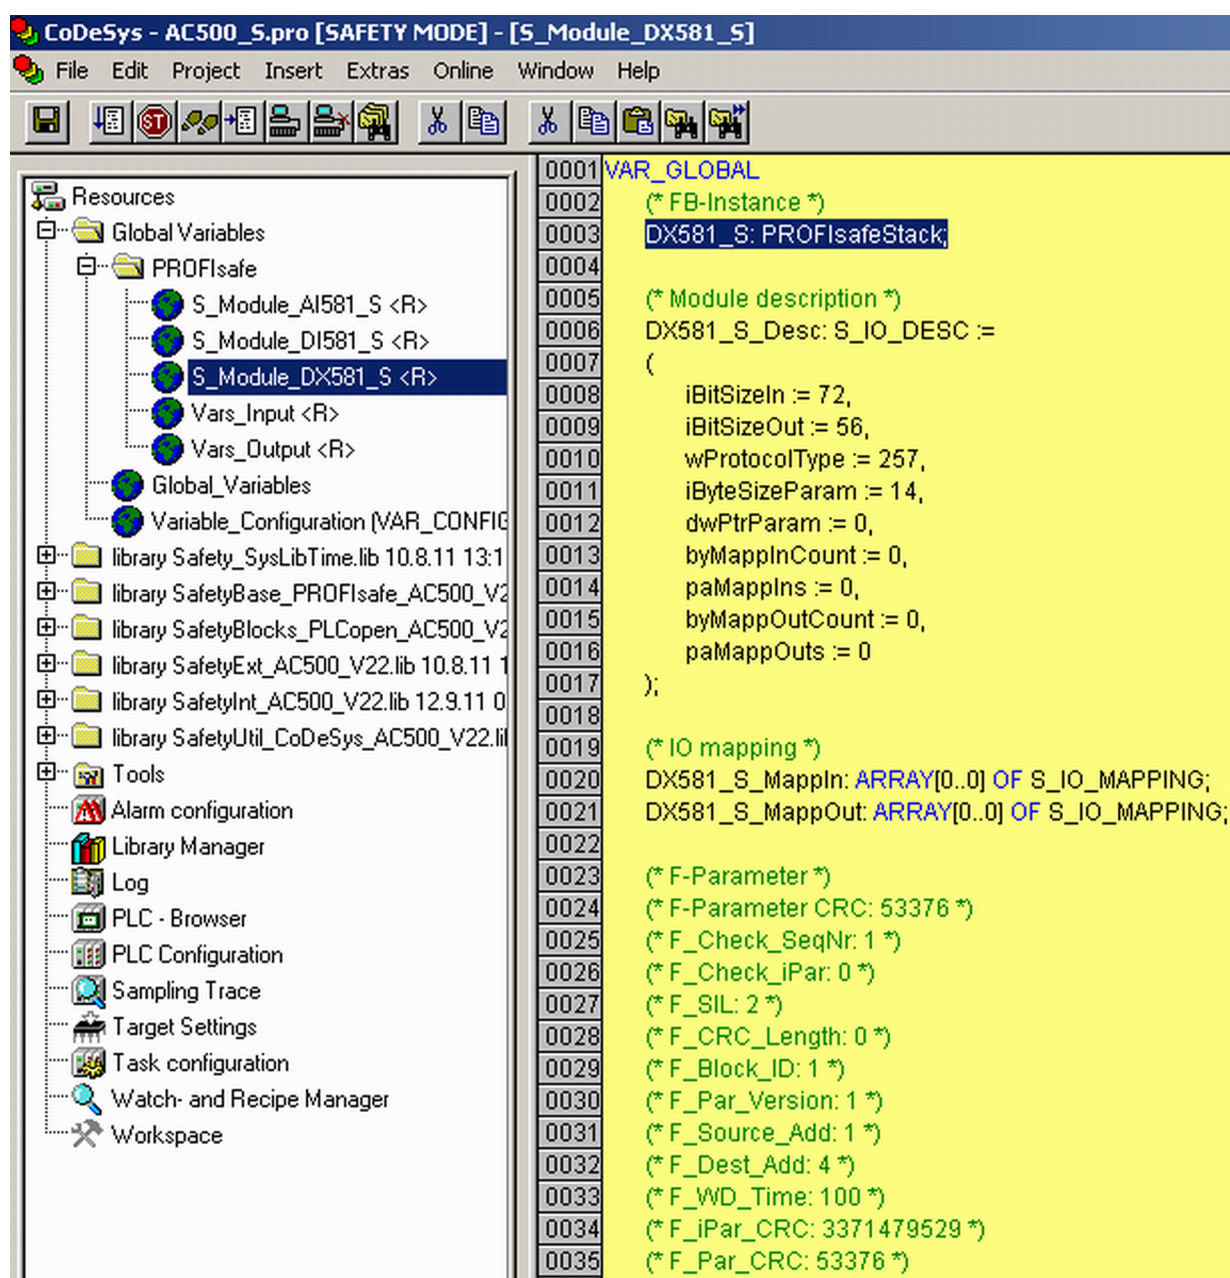 CoDeSys - AC500_S.pro [SAFETY MODE] - [S_Module_DX581_S]
File Edit Project Insert Extras Online Window Help
ST
Resources
Global Variables
PROFIsafe
S_Module_AI581_S <R>
S_Module_DI581_S <R>
S_Module_DX581_S <R>
Vars_Input <R>
Vars_Output <R>
Global_Variables
Variable_Configuration (VAR_CONFIG
library Safety_SysLibTime.lib 10.8.11 13:1
library SafetyBase_PROFIsafe_AC500_V2
library SafetyBlocks_PLCopen_AC500_V2
library SafetyExt_AC500_V22.lib 10.8.11 1
library SafetyInt_AC500_V22.lib 12.9.11 0
library SafetyUtil_CoDeSys_AC500_V22.li
Tools
Alarm configuration
Library Manager
Log
PLC - Browser
PLC Configuration
Sampling Trace
Target Settings
Task configuration
Watch- and Recipe Manager
Workspace
0001 VAR_GLOBAL
0002 (* FB-Instance *)
0003 DX581_S: PROFIsafeStack;
0004
0005 (* Module description *)
0006 DX581_S_Desc: S_IO_DESC :=
0007 (
0008 iBitSizeIn := 72,
0009 iBitSizeOut := 56,
0010 wProtocolType := 257,
0011 iByteSizeParam := 14,
0012 dwPtrParam := 0,
0013 byMappInCount := 0,
0014 paMappIns := 0,
0015 byMappOutCount := 0,
0016 paMappOuts := 0
0017 );
0018
0019 (* IO mapping *)
0020 DX581_S_MappIn: ARRAY[0..0] OF S_IO_MAPPING;
0021 DX581_S_MappOut: ARRAY[0..0] OF S_IO_MAPPING;
0022
0023 (* F-Parameter *)
0024 (* F-Parameter CRC: 53376 *)
0025 (* F_Check_SeqNr: 1 *)
0026 (* F_Check_iPar: 0 *)
0027 (* F_SIL: 2 *)
0028 (* F_CRC_Length: 0 *)
0029 (* F_Block_ID: 1 *)
0030 (* F_Par_Version: 1 *)
0031 (* F_Source_Add: 1 *)
0032 (* F_Dest_Add: 4 *)
0033 (* F_WD_Time: 100 *)
0034 (* F_iPar_CRC: 3371479529 *)
0035 (* F_Par_CRC: 53376 *)